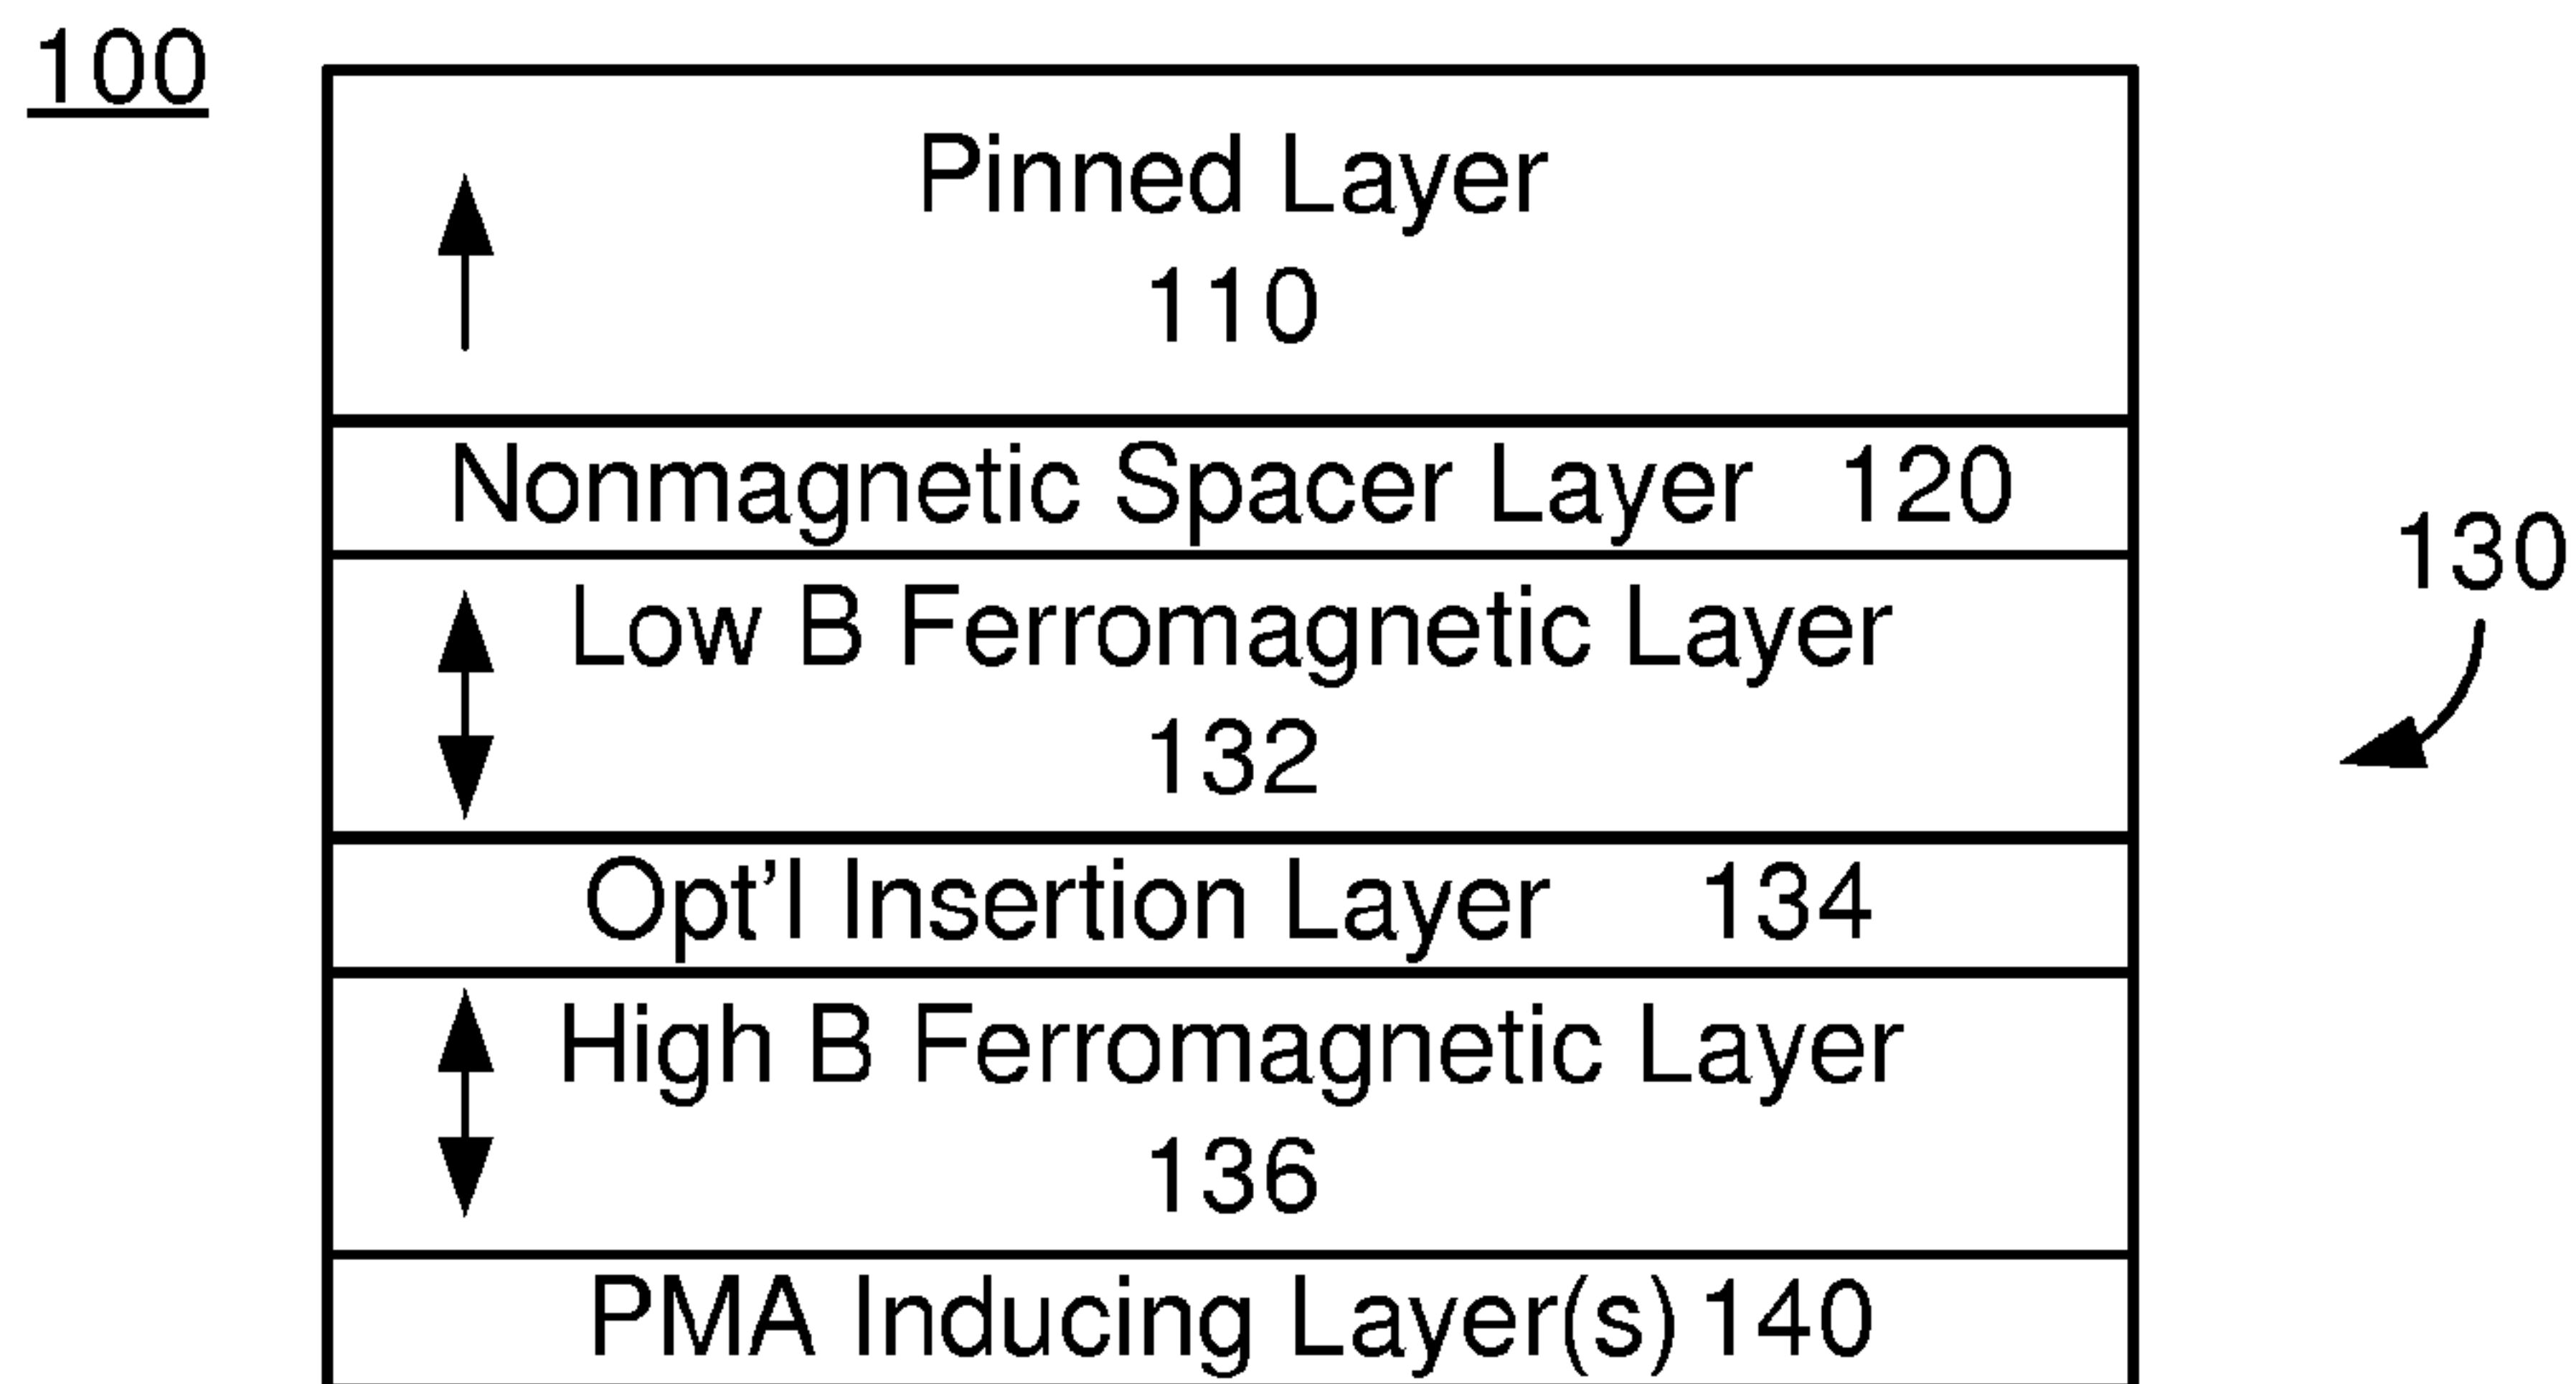 100
Pinned Layer
110
Nonmagnetic Spacer Layer 120
130
Low B Ferromagnetic Layer
132
Opt'l Insertion Layer 134
High B Ferromagnetic Layer
136
PMA Inducing Layer(s) 140